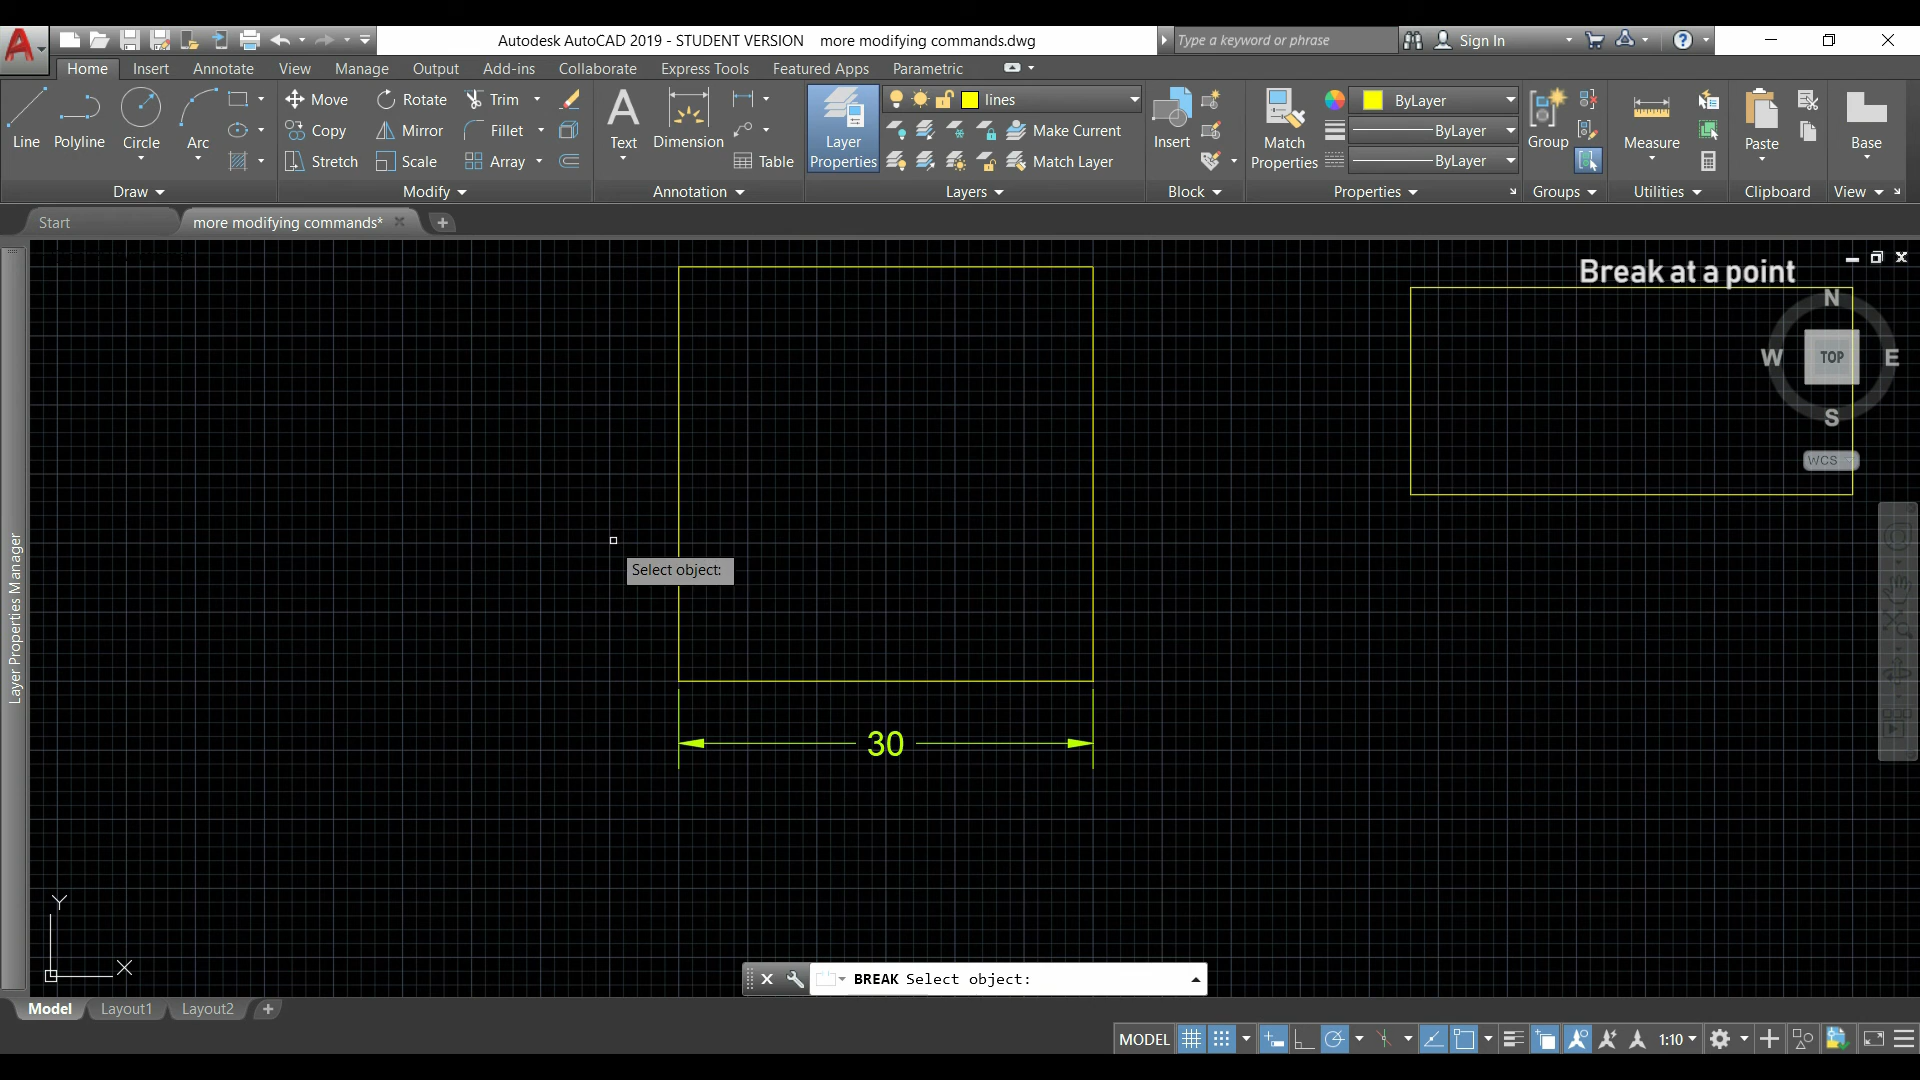 Autodesk AutoCAD 2019 - STUDENT VERSION more modifying commands.dwg
Type a keyword or phrase
Sign In
Home Insert Annotate View Manage Output Add-ins Collaborate Express Tools Featured Apps Parametric
Line Polyline Circle Arc
Move Rotate Trim
Copy Mirror Fillet
Stretch Scale Array
Text Dimension Table
Layer Properties
lines
Make Current
Match Layer
Insert
Match Properties
ByLayer
ByLayer
ByLayer
Group
Measure
Paste
Base
Draw Modify Annotation Layers Block Properties Groups Utilities Clipboard View
Start more modifying commands*
Break at a point
N
W TOP E
S
WCS
Layer Properties Manager
Select object:
30
Y
X
BREAK Select object:
Model Layout1 Layout2
MODEL 1:10